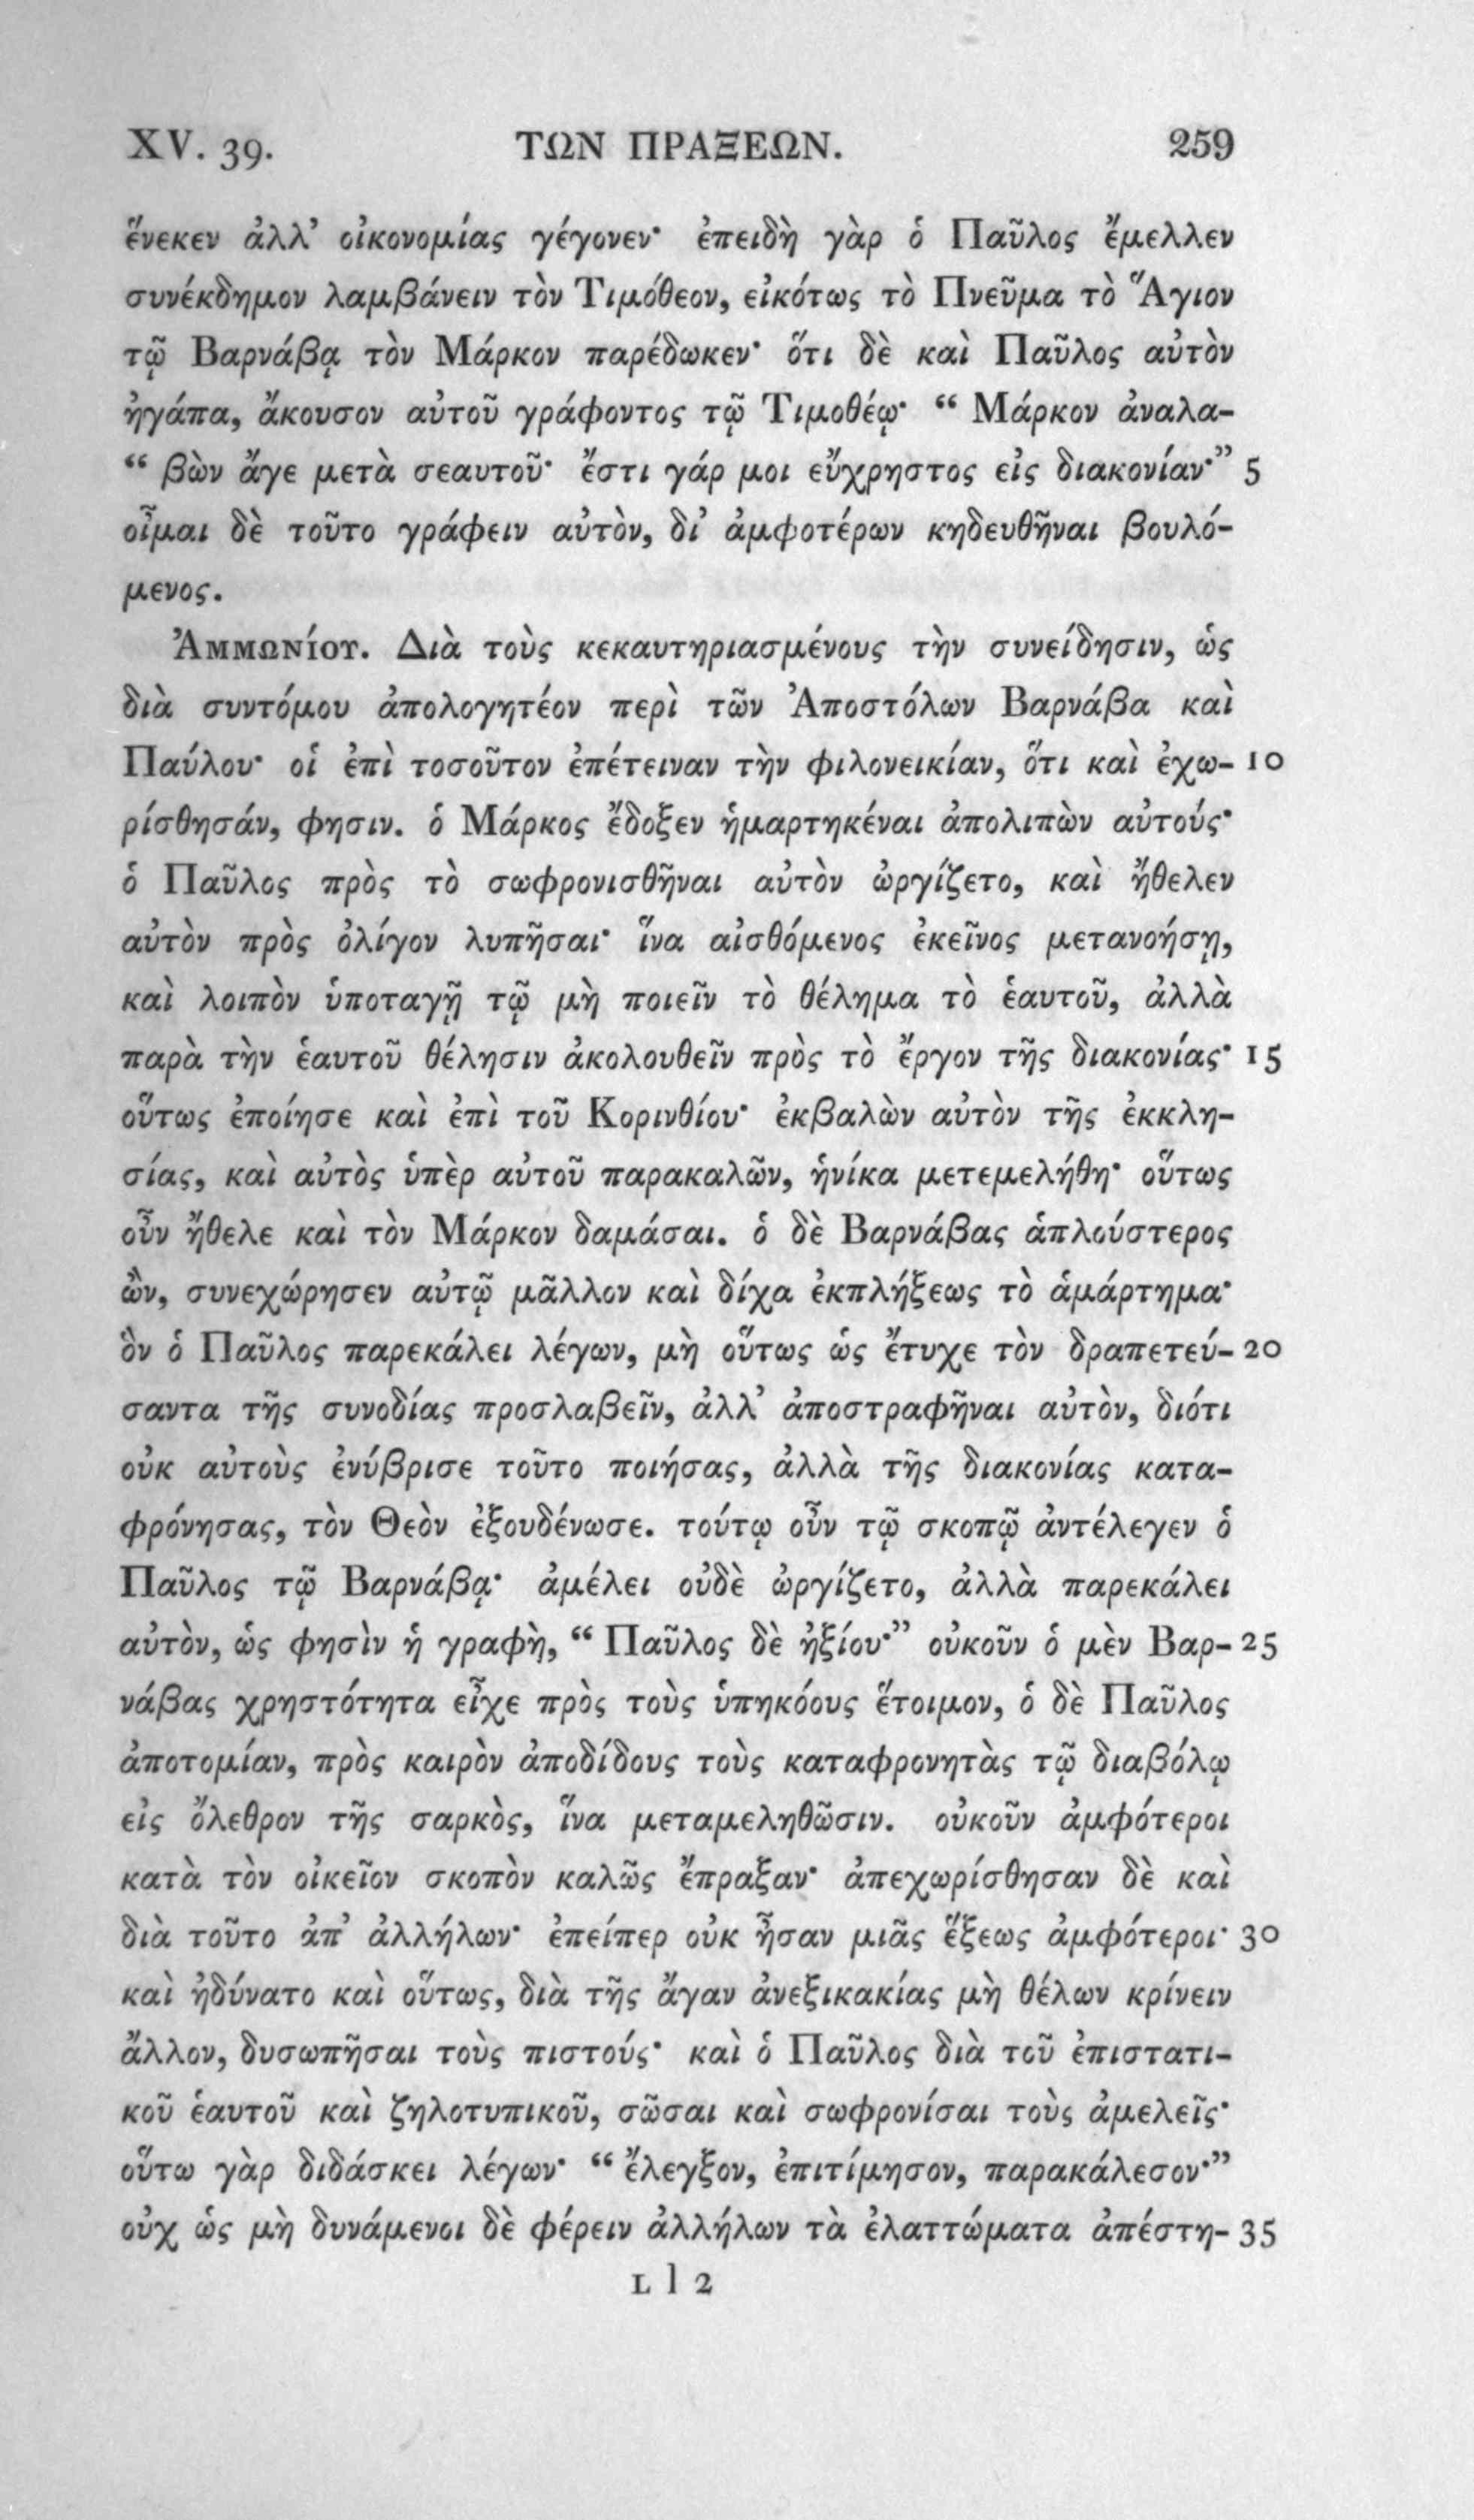 XV. 39. ΤΩΝ ΠΡΑΞΕΩΝ. 259
ἕνεκεν ἀλλ’ οἰκονομίας γέγονεν· ἐπειδὴ γὰρ ὁ Παῦλος ἔμελλεν
συνέκδημον λαμβάνειν τὸν Τιμόθεον, εἰκότως τὸ Πνεῦμα τὸ Ἅγιον
τῷ Βαρνάβᾳ τὸν Μάρκον παρέδωκεν· ὅτι δὲ καὶ Παῦλος αὐτὸν
ἠγάπα, ἄκουσον αὐτοῦ γράφοντος τῷ Τιμοθέῳ· “ Μάρκον ἀναλα-
“ βὼν ἄγε μετὰ σεαυτοῦ· ἔστι γάρ μοι εὔχρηστος εἰς διακονίαν·” 5
οἶμαι δὲ τοῦτο γράφειν αὐτὸν, δι’ ἀμφοτέρων κηδευθῆναι βουλό-
μενος.
Ἀμμωνίου. Διὰ τοὺς κεκαυτηριασμένους τὴν συνείδησιν, ὡς
διὰ συντόμου ἀπολογητέον περὶ τῶν Ἀποστόλων Βαρνάβα καὶ
Παύλου· οἱ ἐπὶ τοσοῦτον ἐπέτειναν τὴν φιλονεικίαν, ὅτι καὶ ἐχω- 10
ρίσθησάν, φησιν. ὁ Μάρκος ἔδοξεν ἡμαρτηκέναι ἀπολιπὼν αὐτούς·
ὁ Παῦλος πρὸς τὸ σωφρονισθῆναι αὐτὸν ὠργίζετο, καὶ ἤθελεν
αὐτὸν πρὸς ὀλίγον λυπῆσαι· ἵνα αἰσθόμενος ἐκεῖνος μετανοήσῃ,
καὶ λοιπὸν ὑποταγῇ τῷ μὴ ποιεῖν τὸ θέλημα τὸ ἑαυτοῦ, ἀλλὰ
παρὰ τὴν ἑαυτοῦ θέλησιν ἀκολουθεῖν πρὸς τὸ ἔργον τῆς διακονίας· 15
οὕτως ἐποίησε καὶ ἐπὶ τοῦ Κορινθίου· ἐκβαλὼν αὐτὸν τῆς ἐκκλη-
σίας, καὶ αὐτὸς ὑπὲρ αὐτοῦ παρακαλῶν, ἡνίκα μετεμελήθη· οὕτως
οὖν ἤθελε καὶ τὸν Μάρκον δαμάσαι. ὁ δὲ Βαρνάβας ἁπλούστερος
ὢν, συνεχώρησεν αὐτῷ μᾶλλον καὶ δίχα ἐκπλήξεως τὸ ἁμάρτημα·
ὃν ὁ Παῦλος παρεκάλει λέγων, μὴ οὕτως ὡς ἔτυχε τὸν δραπετεύ- 20
σαντα τῆς συνοδίας προσλαβεῖν, ἀλλ’ ἀποστραφῆναι αὐτὸν, διότι
οὐκ αὐτοὺς ἐνύβρισε τοῦτο ποιήσας, ἀλλὰ τῆς διακονίας κατα-
φρόνησας, τὸν Θεὸν ἐξουδένωσε. τούτῳ οὖν τῷ σκοπῷ ἀντέλεγεν ὁ
Παῦλος τῷ Βαρνάβᾳ· ἀμέλει οὐδὲ ὠργίζετο, ἀλλὰ παρεκάλει
αὐτὸν, ὡς φησὶν ἡ γραφὴ, “ Παῦλος δὲ ἠξίου·” οὐκοῦν ὁ μὲν Βαρ- 25
νάβας χρηστότητα εἶχε πρὸς τοὺς ὑπηκόους ἕτοιμον, ὁ δὲ Παῦλος
ἀποτομίαν, πρὸς καιρὸν ἀποδίδους τοὺς καταφρονητὰς τῷ διαβόλῳ
εἰς ὄλεθρον τῆς σαρκὸς, ἵνα μεταμεληθῶσιν. οὐκοῦν ἀμφότεροι
κατὰ τὸν οἰκεῖον σκοπὸν καλῶς ἔπραξαν· ἀπεχωρίσθησαν δὲ καὶ
διὰ τοῦτο ἀπ’ ἀλλήλων· ἐπείπερ οὐκ ἦσαν μιᾶς ἕξεως ἀμφότεροι· 30
καὶ ἠδύνατο καὶ οὕτως, διὰ τῆς ἄγαν ἀνεξικακίας μὴ θέλων κρίνειν
ἄλλον, δυσωπῆσαι τοὺς πιστούς· καὶ ὁ Παῦλος διὰ τοῦ ἐπιστατι-
κοῦ ἑαυτοῦ καὶ ζηλοτυπικοῦ, σῶσαι καὶ σωφρονίσαι τοὺς ἀμελεῖς·
οὕτω γὰρ διδάσκει λέγων· “ ἔλεγξον, ἐπιτίμησον, παρακάλεσον·”
οὐχ ὡς μὴ δυνάμενοι δὲ φέρειν ἀλλήλων τὰ ἐλαττώματα ἀπέστη- 35
L l 2